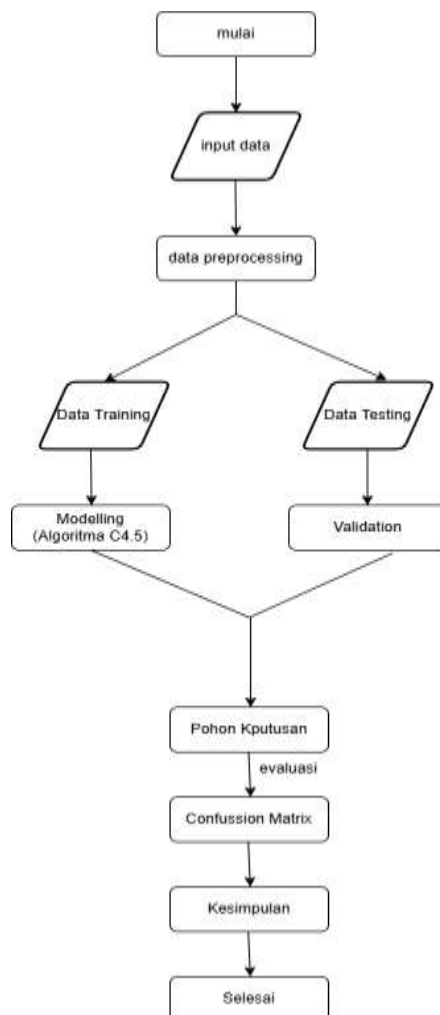 mulai
input data
data preprocessing
Data Training
Data Testing
Modelling
(Algoritma C4.5)
Validation
Pohon Kputusan
evaluasi
Confussion Matrix
Kesimpulan
Selesai